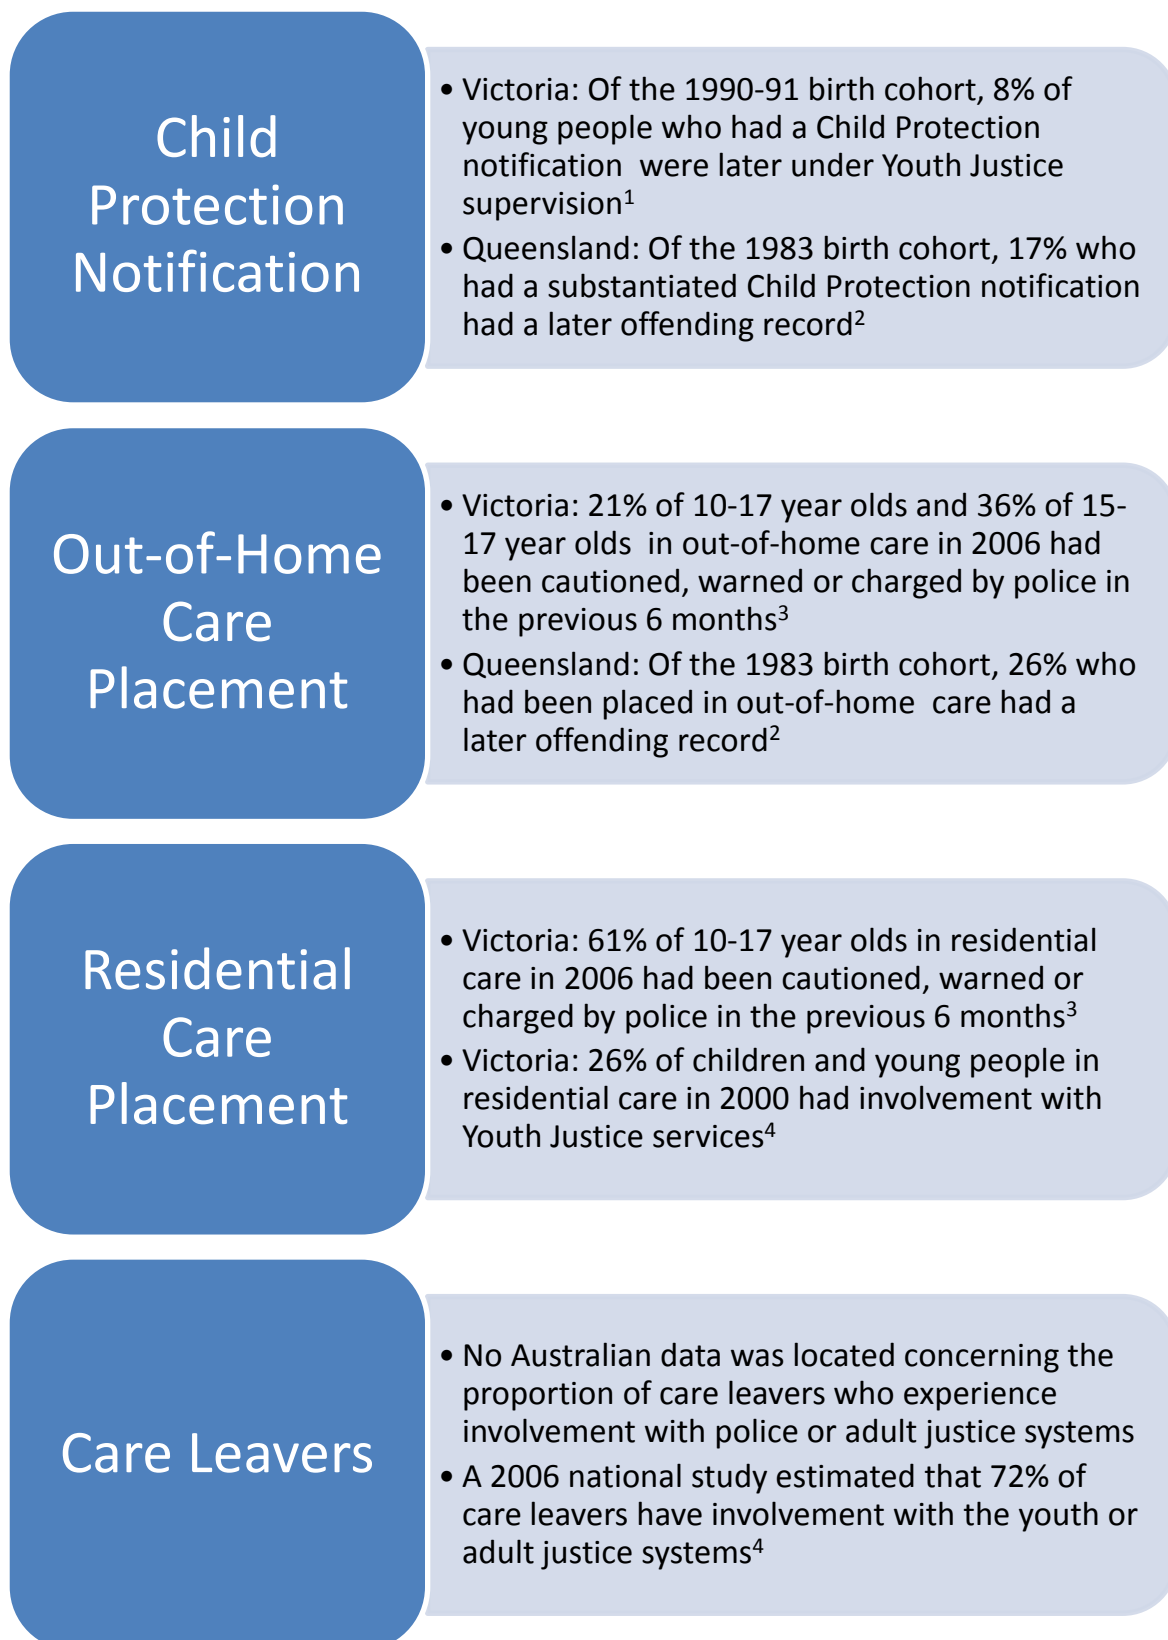 Child
Protection
Notification
• Victoria: Of the 1990-91 birth cohort, 8% of
young people who had a Child Protection
notification were later under Youth Justice
supervision¹
• Queensland: Of the 1983 birth cohort, 17% who
had a substantiated Child Protection notification
had a later offending record²
Out-of-Home
Care
Placement
• Victoria: 21% of 10-17 year olds and 36% of 15-
17 year olds in out-of-home care in 2006 had
been cautioned, warned or charged by police in
the previous 6 months³
• Queensland: Of the 1983 birth cohort, 26% who
had been placed in out-of-home care had a
later offending record²
Residential
Care
Placement
• Victoria: 61% of 10-17 year olds in residential
care in 2006 had been cautioned, warned or
charged by police in the previous 6 months³
• Victoria: 26% of children and young people in
residential care in 2000 had involvement with
Youth Justice services⁴
Care Leavers
• No Australian data was located concerning the
proportion of care leavers who experience
involvement with police or adult justice systems
• A 2006 national study estimated that 72% of
care leavers have involvement with the youth or
adult justice systems⁴